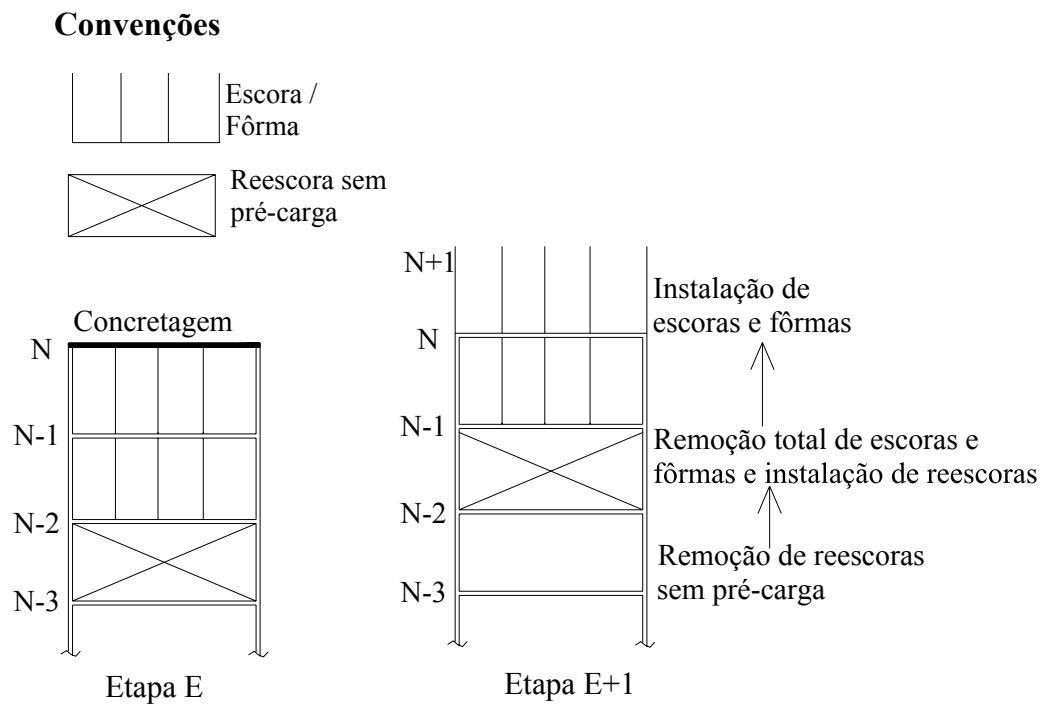 Convenções
Escora /
Fôrma
Reescora sem
pré-carga
Concretagem
N
N-1
N-2
N-3
Etapa E
N+1
N
N-1
N-2
N-3
Instalação de
escoras e fôrmas
Remoção total de escoras e
fôrmas e instalação de reescoras
Remoção de reescoras
sem pré-carga
Etapa E+1